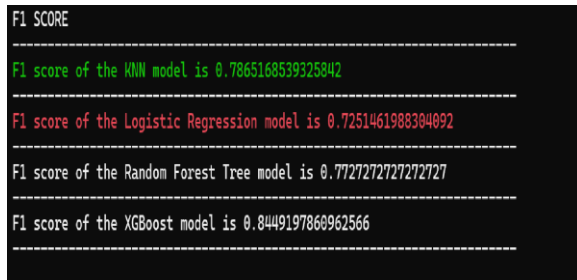 F1 SCORE
----------------------------------------------------------------------
F1 score of the KNN model is 0.7865168539325842
----------------------------------------------------------------------
F1 score of the Logistic Regression model is 0.7251461988304092
----------------------------------------------------------------------
F1 score of the Random Forest Tree model is 0.7727272727272727
----------------------------------------------------------------------
F1 score of the XGBoost model is 0.8449197860962566
----------------------------------------------------------------------